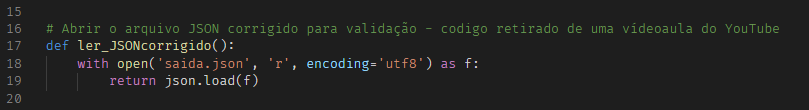 15
16 # Abrir o arquivo JSON corrigido para validação - codigo retirado de uma vídeoaula do YouTube
17 def ler_JSONcorrigido():
18     with open('saida.json', 'r', encoding='utf8') as f:
19         return json.load(f)
20